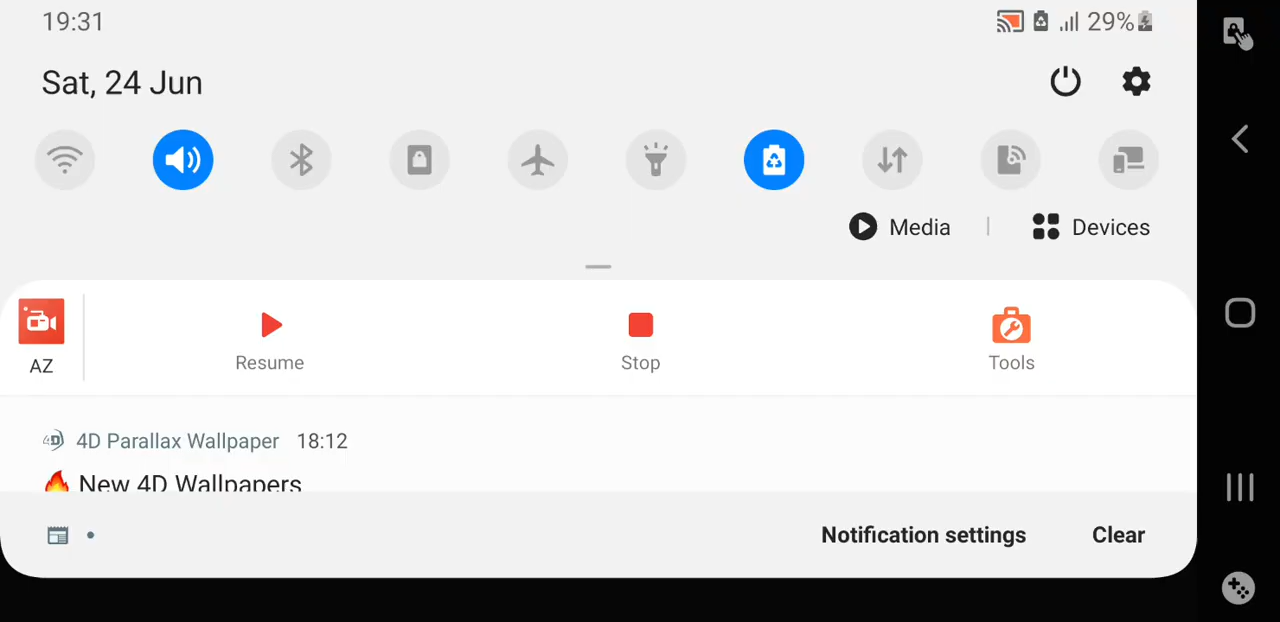 19:31 29%
Sat, 24 Jun
Media | Devices
AZ Resume Stop Tools
4D 4D Parallax Wallpaper 18:12
🔥 New 4D Wallpapers
Notification settings Clear